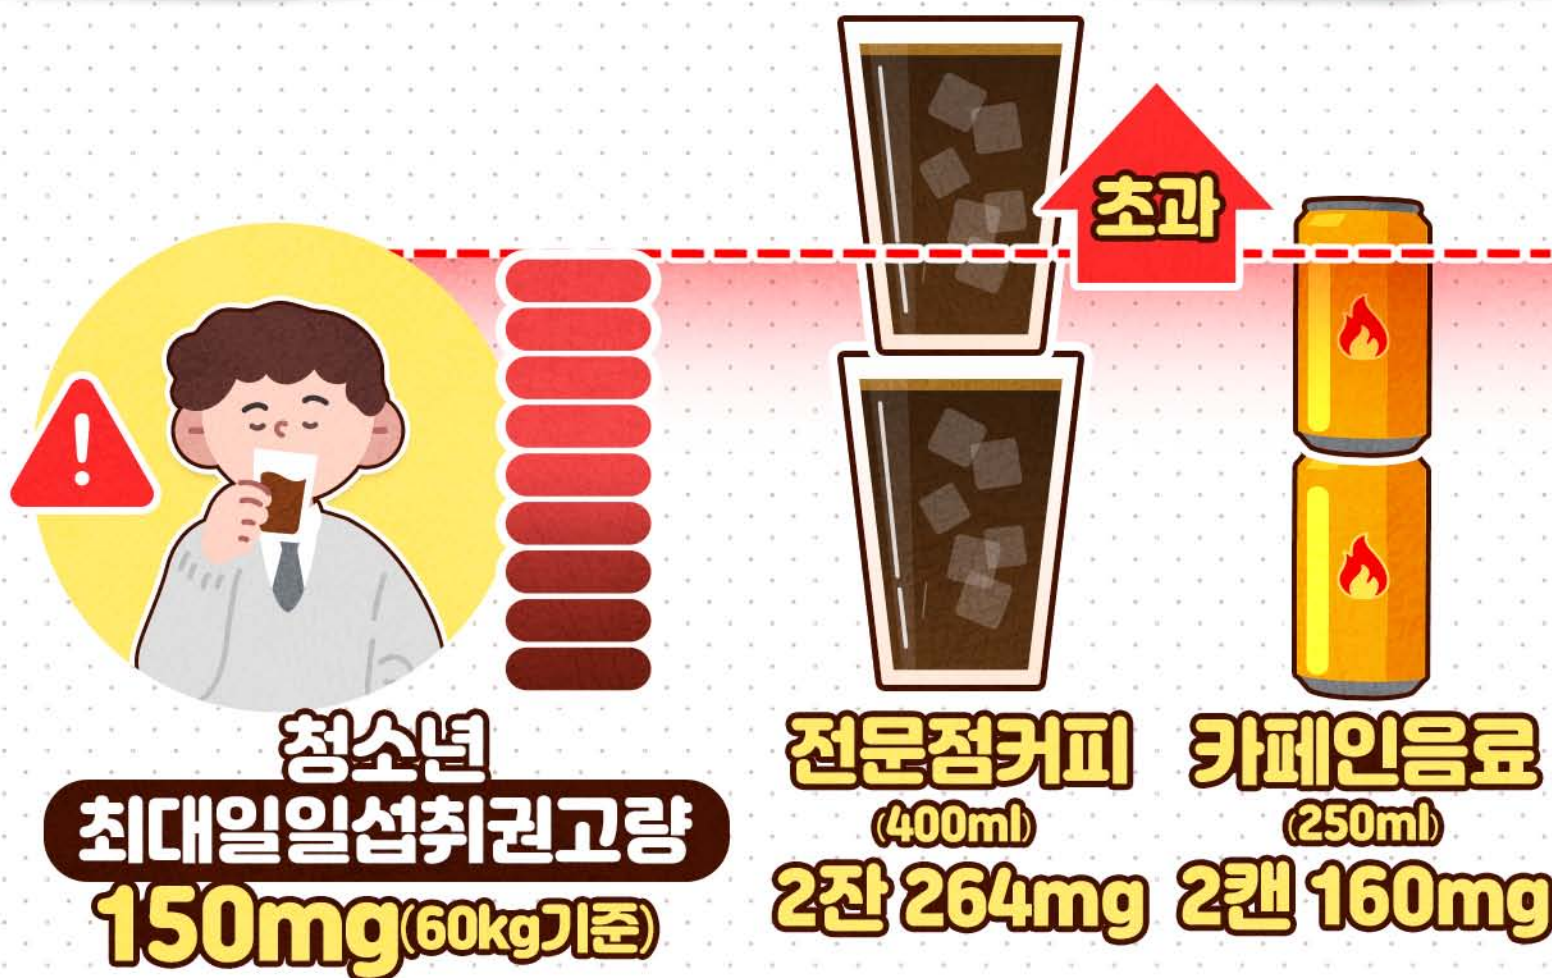 초과
청소년
최대일일섭취권고량
150mg(60kg기준)
전문점커피
(400ml)
2잔 264mg
카페인음료
(250ml)
2캔 160mg